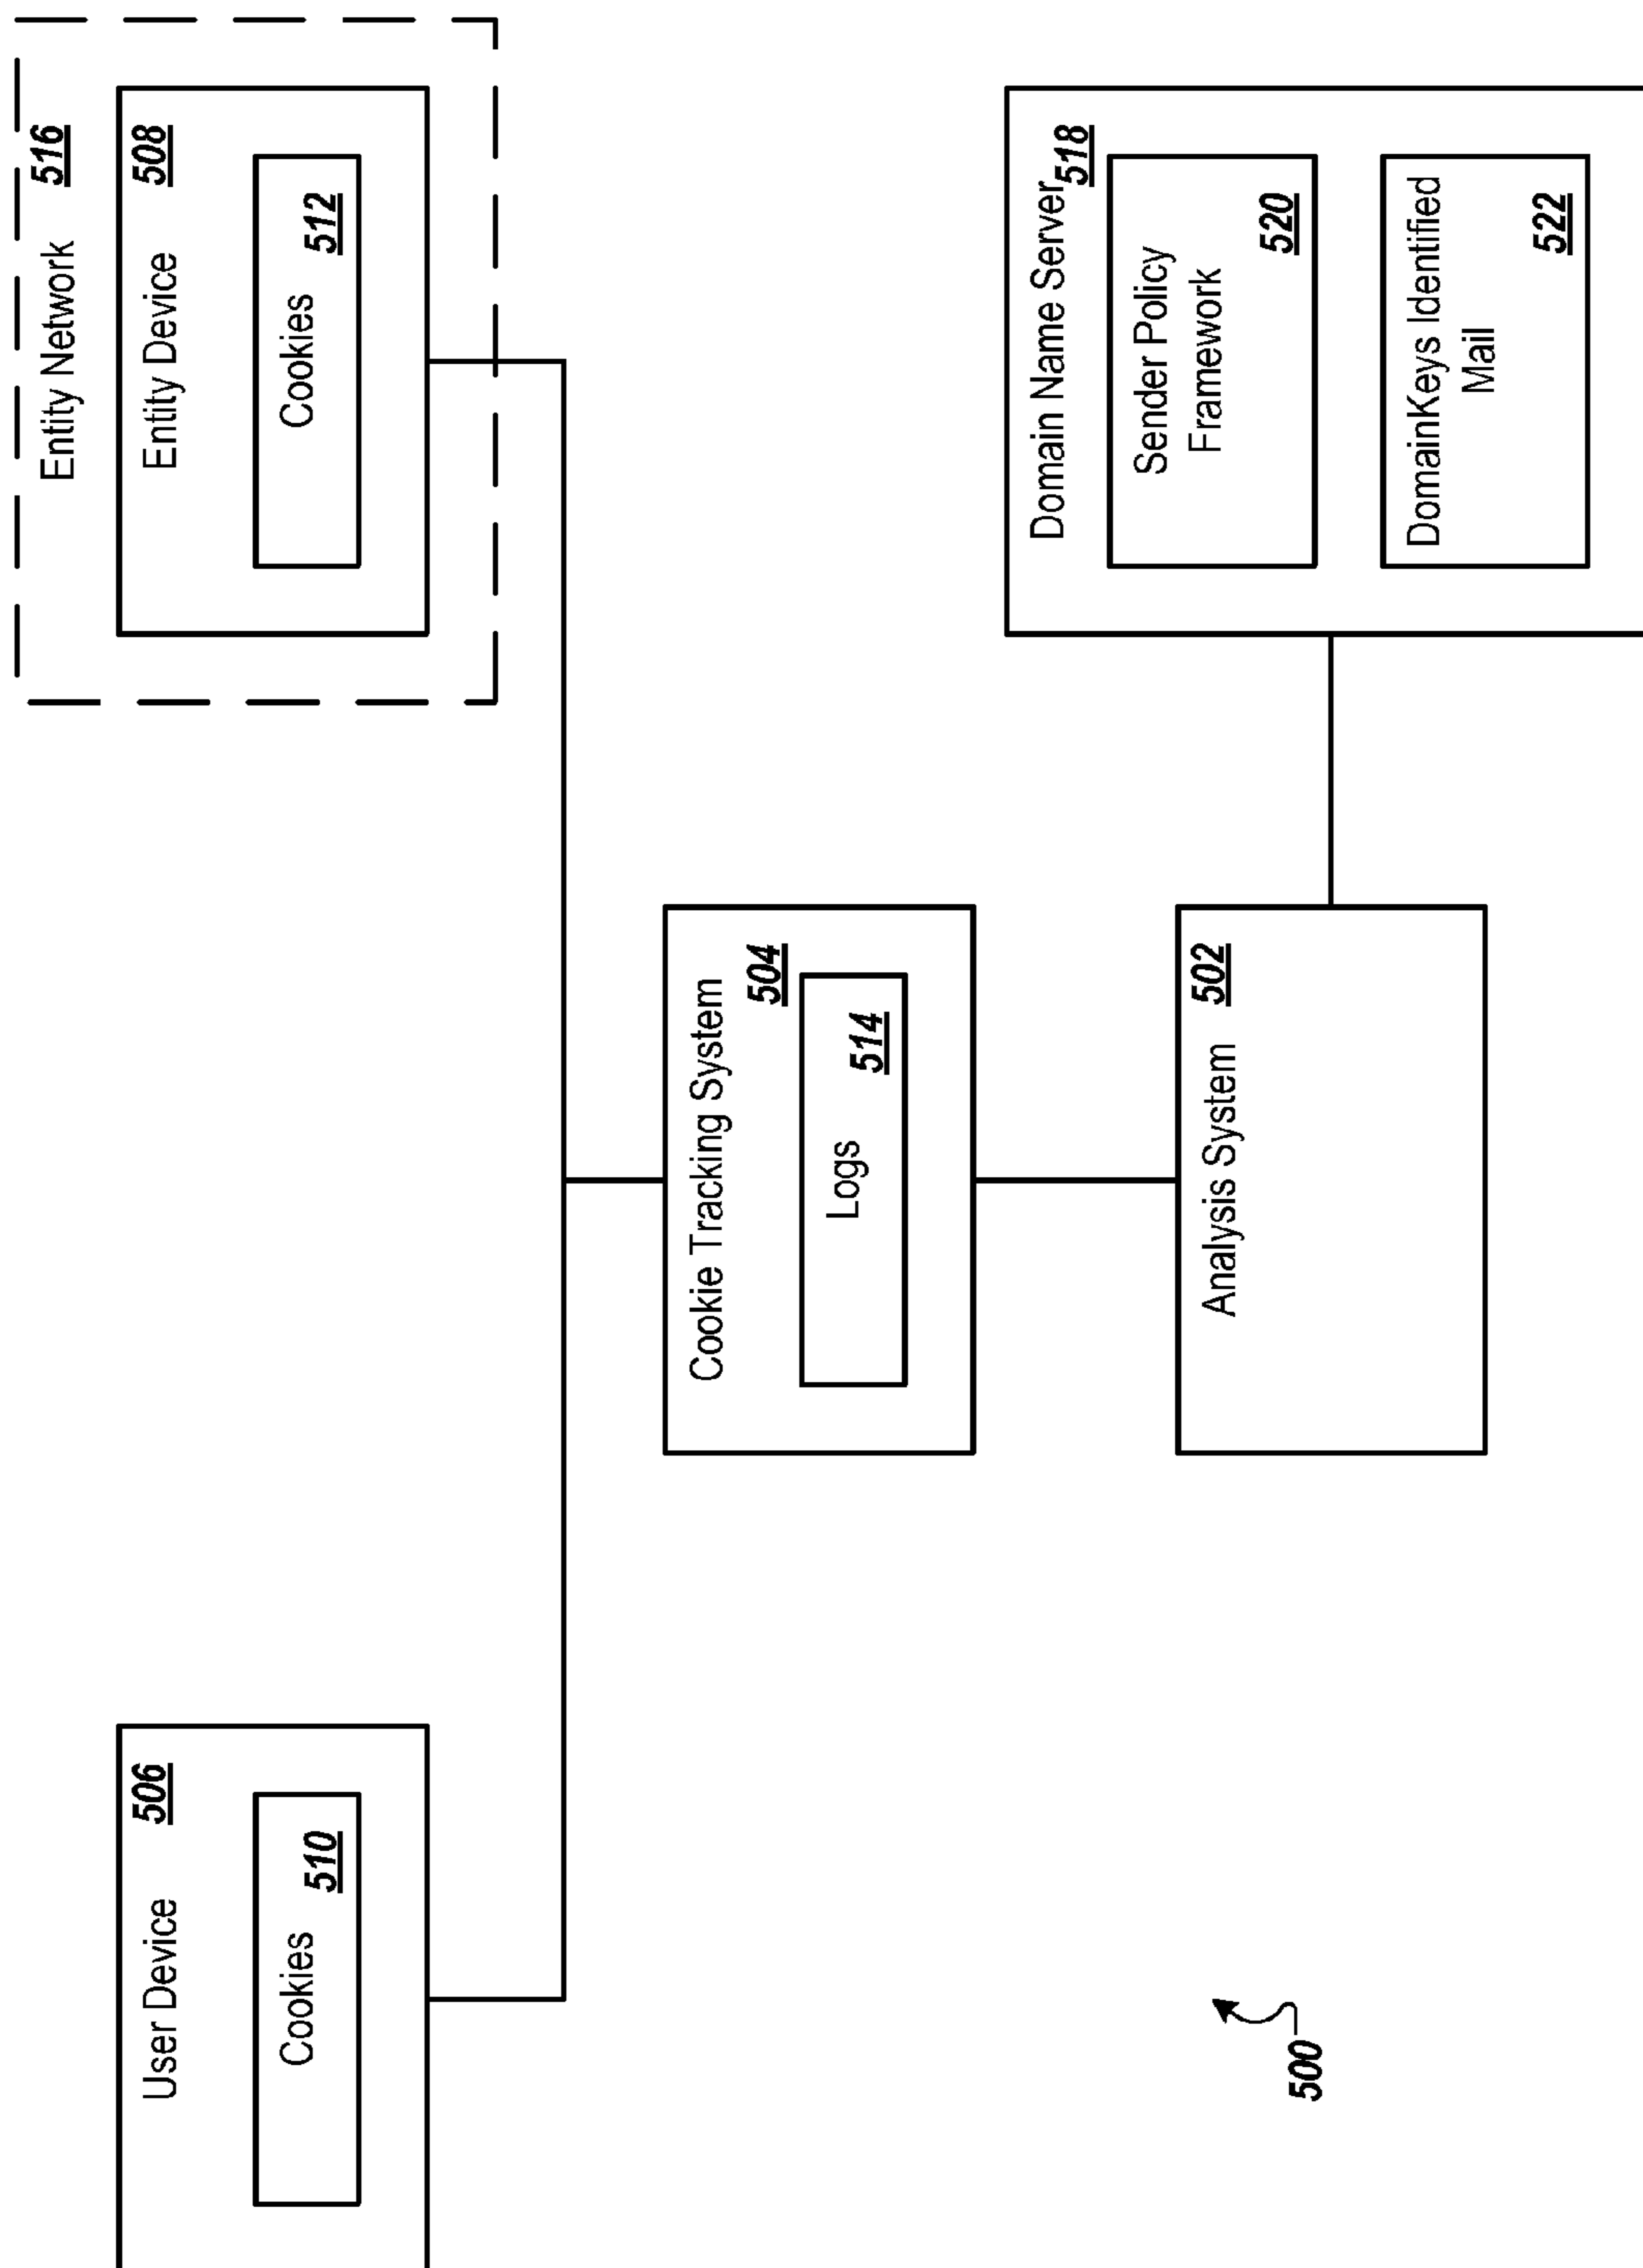 User Device 506
Cookies
510
Entity Network 516
Entity Device 508
Cookies
512
Cookie Tracking System
504
Logs
514
Analysis System 502
Domain Name Server
518
Sender Policy
Framework
520
DomainKeys Identified
Mail
522
500